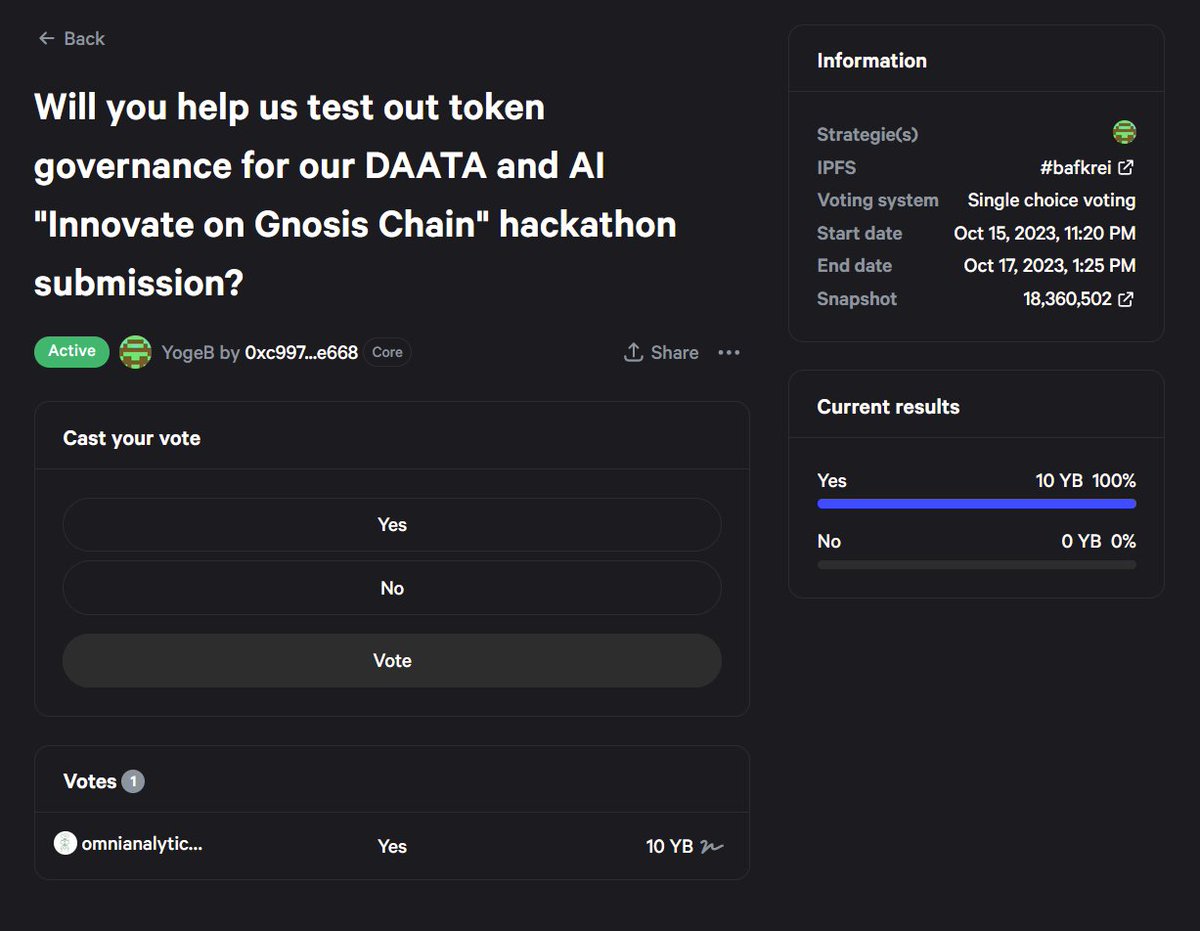 Back
Will you help us test out token
governance for our DAATA and AI
"Innovate on Gnosis Chain" hackathon
submission?
Active YogeB by 0xc997...e668 Core Share
Cast your vote
Yes
No
Vote
Votes 1
omnianalytic... Yes 10 YB
Information
Strategie(s)
IPFS #bafkrei
Voting system Single choice voting
Start date Oct 15, 2023, 11:20 PM
End date Oct 17, 2023, 1:25 PM
Snapshot 18,360,502
Current results
Yes 10 YB 100%
No 0 YB 0%